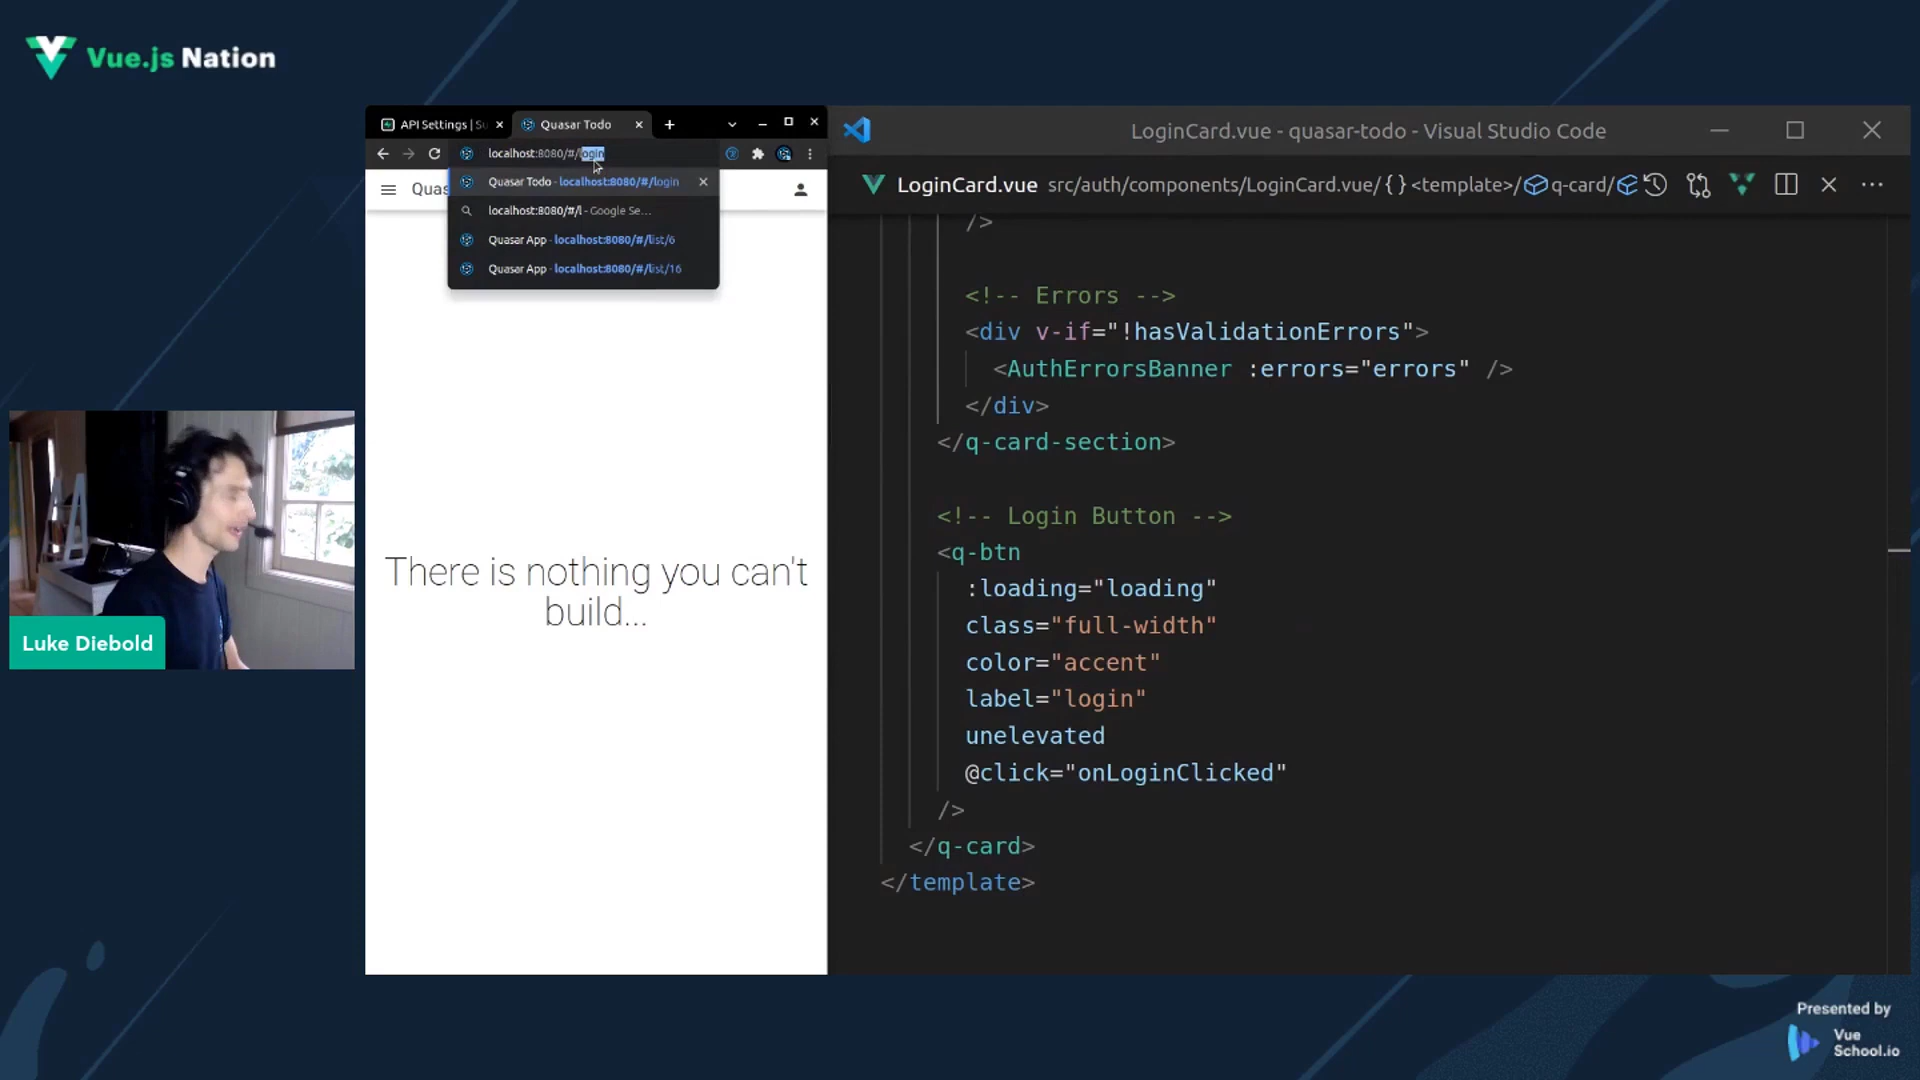 Vue.js Nation
API Settings | Su
Quasar Todo
localhost:8080/#/login
Quasar Todo - localhost:8080/#/login
localhost:8080/#/l - Google Se...
Quasar App - localhost:8080/#/list/6
Quasar App - localhost:8080/#/list/16
Quas
There is nothing you can't
build...
Luke Diebold
LoginCard.vue - quasar-todo - Visual Studio Code
LoginCard.vue src/auth/components/LoginCard.vue/{}<template>/q-card/
/>
<!-- Errors -->
<div v-if="!hasValidationErrors">
<AuthErrorsBanner :errors="errors" />
</div>
</q-card-section>
<!-- Login Button -->
<q-btn
:loading="loading"
class="full-width"
color="accent"
label="login"
unelevated
@click="onLoginClicked"
/>
</q-card>
</template>
Presented by
Vue
School.io